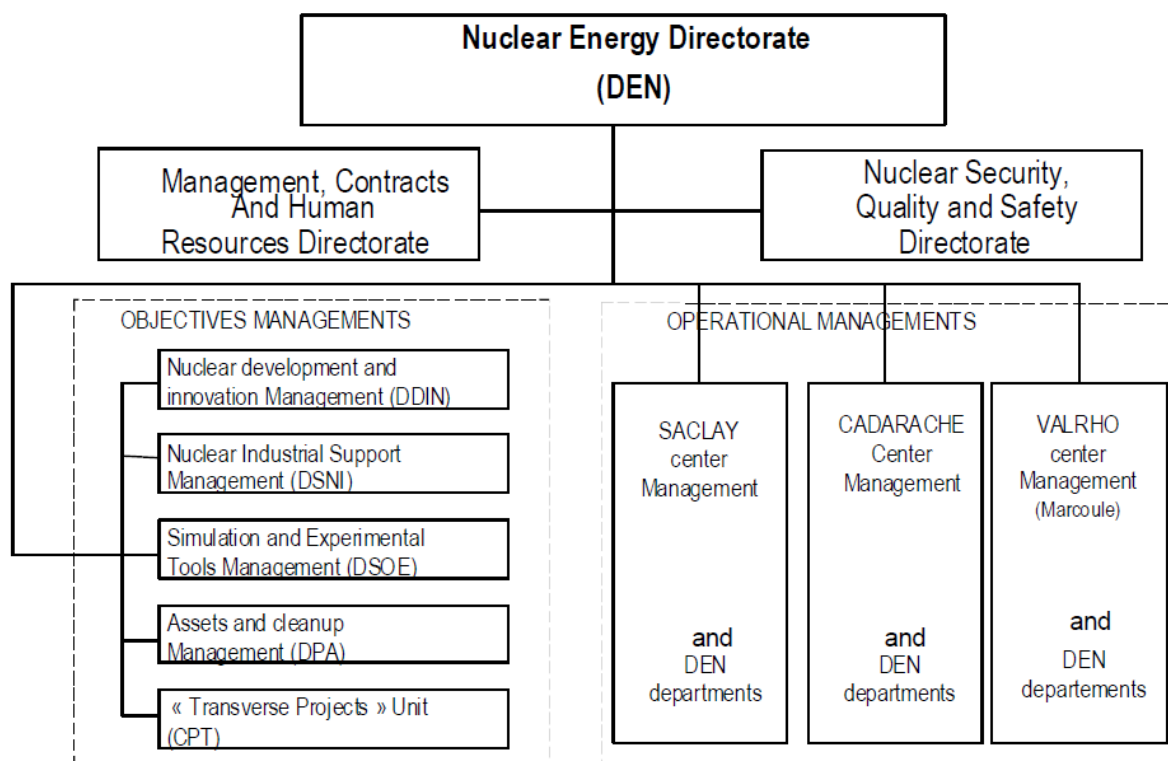 Nuclear Energy Directorate
(DEN)
Management, Contracts
And Human
Resources Directorate
Nuclear Security,
Quality and Safety
Directorate
OBJECTIVES MANAGEMENTS
Nuclear development and
innovation Management (DDIN)
Nuclear Industrial Support
Management (DSNI)
Simulation and Experimental
Tools Management (DSOE)
Assets and cleanup
Management (DPA)
« Transverse Projects » Unit
(CPT)
OPERATIONAL MANAGEMENTS
SACLAY
center
Management
and
DEN
departments
CADARACHE
Center
Management
and
DEN
departments
VALRHO
center
Management
(Marcoule)
and
DEN
departements